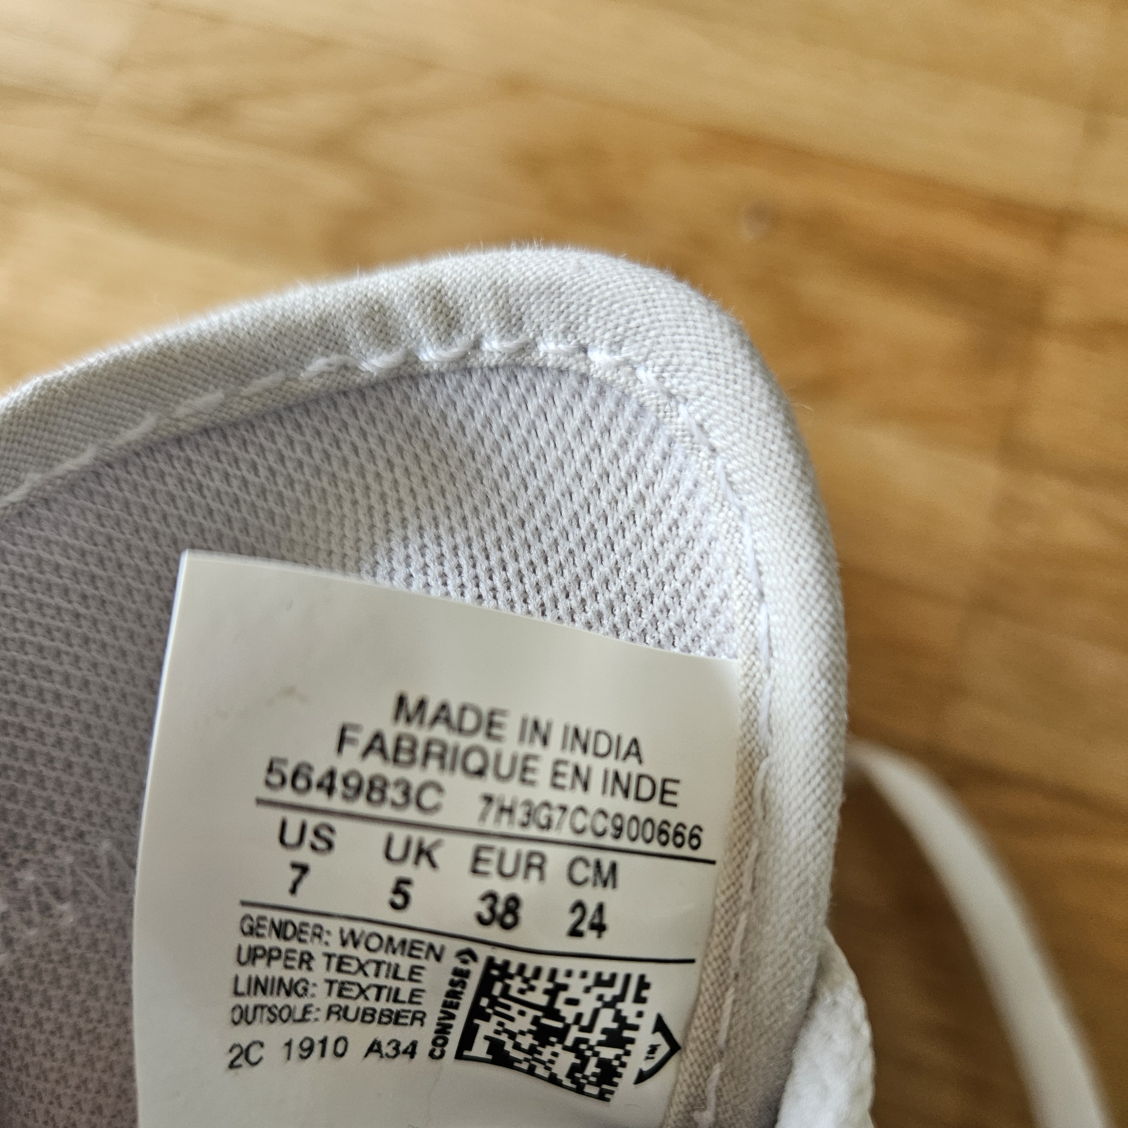 MADE IN INDIA
FABRIQUE EN INDE
564983C 7H3G7CC900666
US UK EUR CM
7 5 38 24
GENDER: WOMEN
UPPER TEXTILE
LINING: TEXTILE
OUTSOLE: RUBBER
2C 1910 A34
CONVERSE
TM